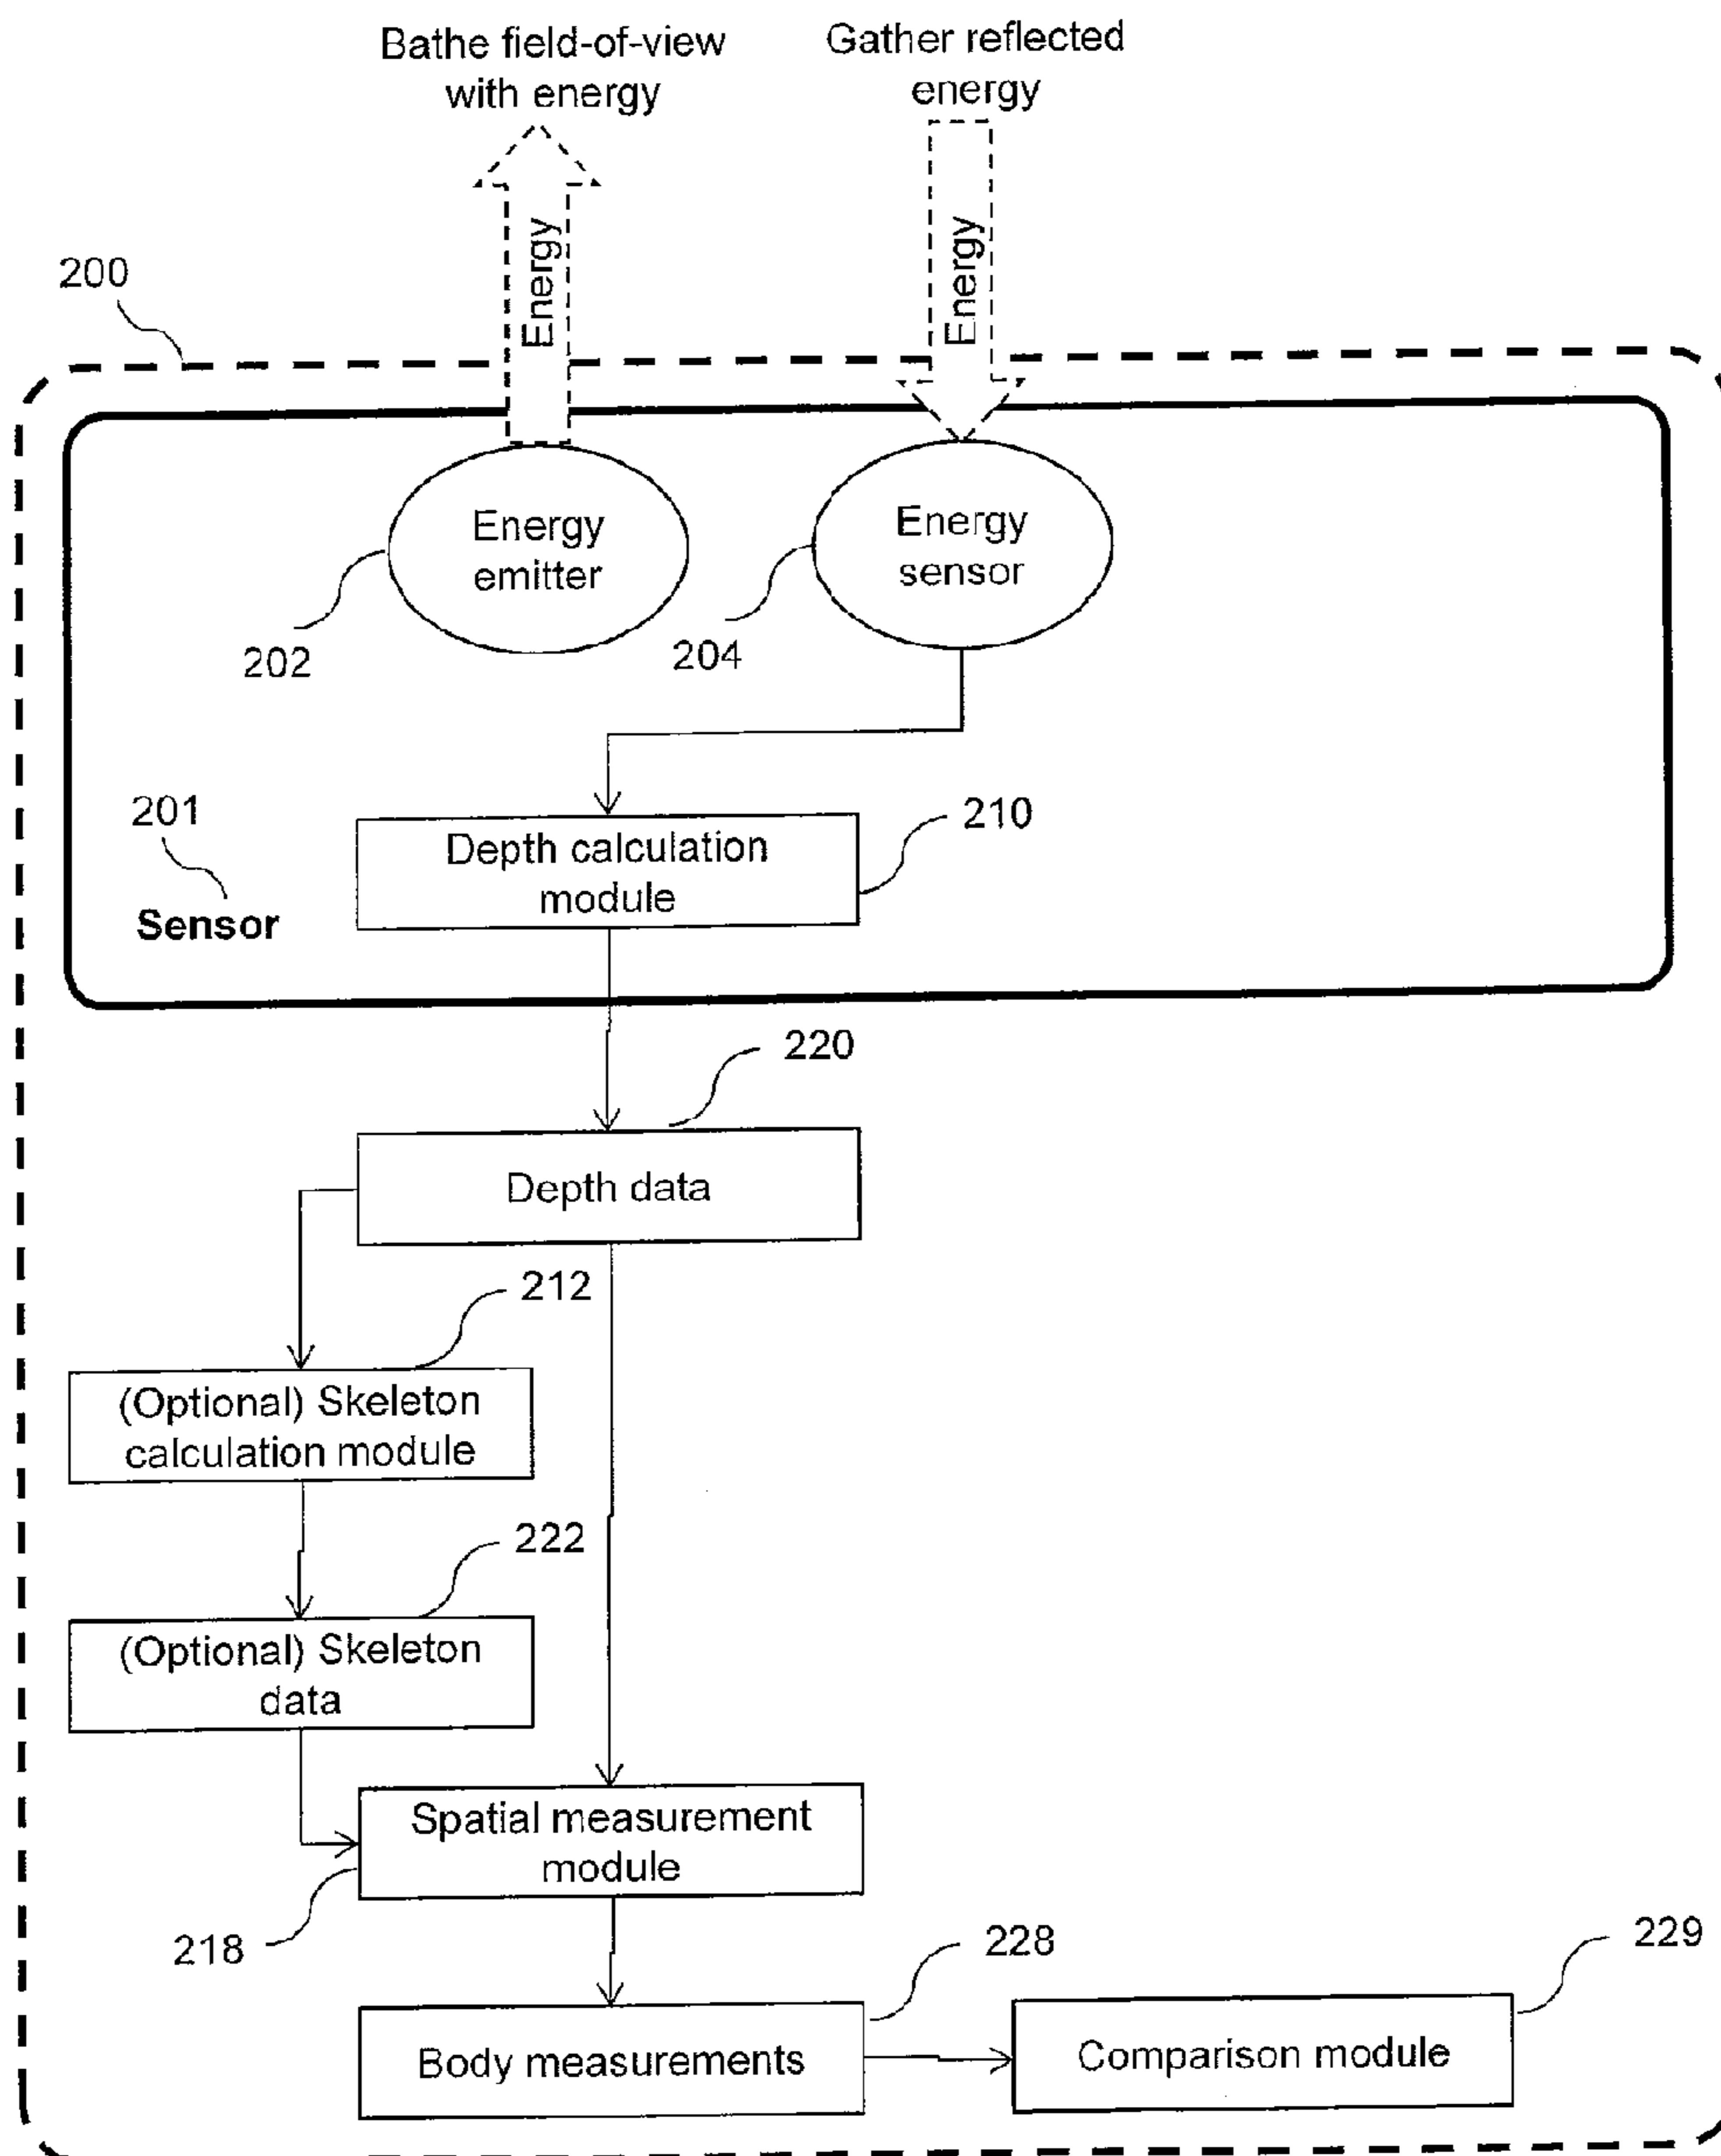 Bathe field-of-view
with energy
Gather reflected
energy
Energy
Energy
200
Energy
emitter
Energy
sensor
202
204
201
Sensor
Depth calculation
module
210
220
Depth data
212
(Optional) Skeleton
calculation module
222
(Optional) Skeleton
data
Spatial measurement
module
218
228
229
Body measurements
Comparison module